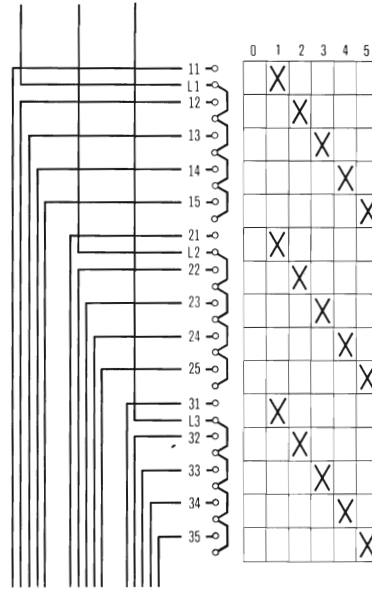 0 1 2 3 4 5
11 X
L1
12 X
13 X
14 X
15 X
21 X
L2
22 X
23 X
24 X
25 X
31 X
L3
32 X
33 X
34 X
35 X